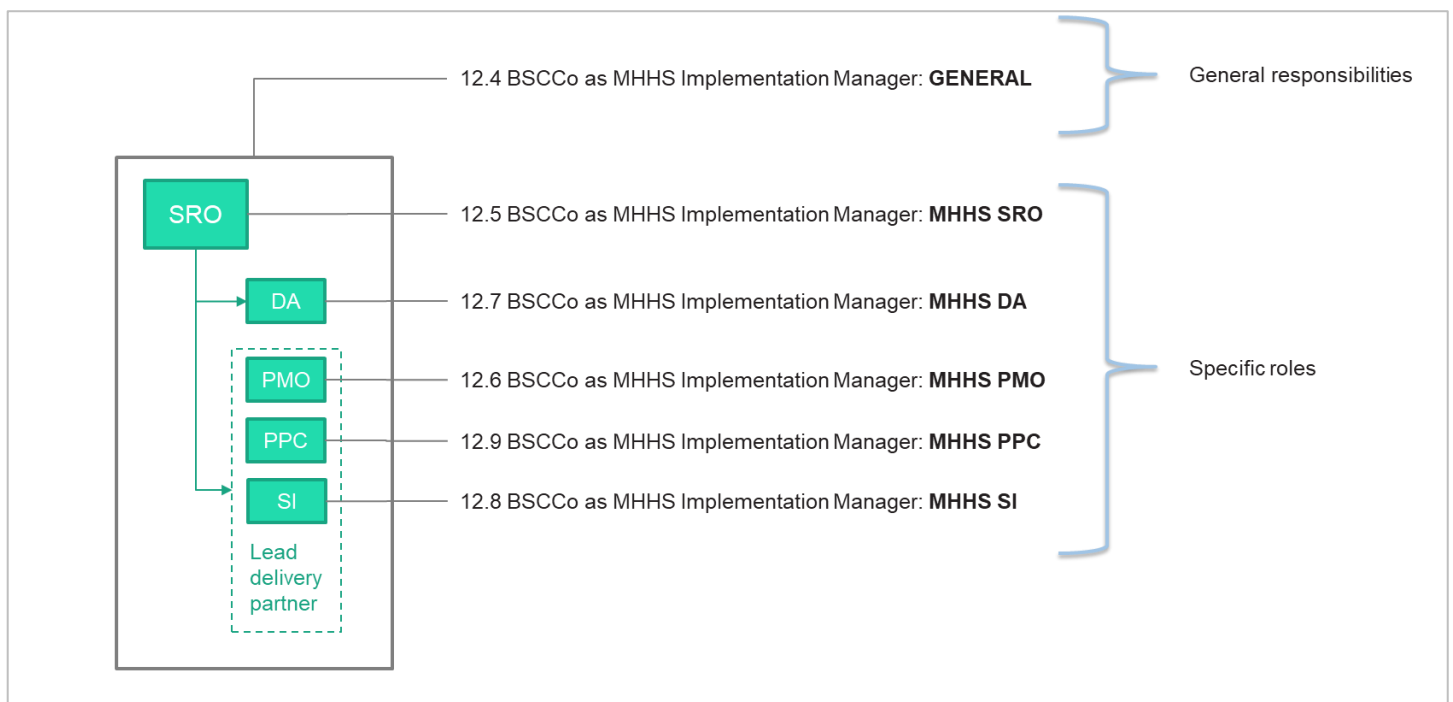 12.4 BSCCo as MHHS Implementation Manager: GENERAL
General responsibilities
SRO
12.5 BSCCo as MHHS Implementation Manager: MHHS SRO
DA
12.7 BSCCo as MHHS Implementation Manager: MHHS DA
Specific roles
PMO
12.6 BSCCo as MHHS Implementation Manager: MHHS PMO
PPC
12.9 BSCCo as MHHS Implementation Manager: MHHS PPC
SI
12.8 BSCCo as MHHS Implementation Manager: MHHS SI
Lead
delivery
partner